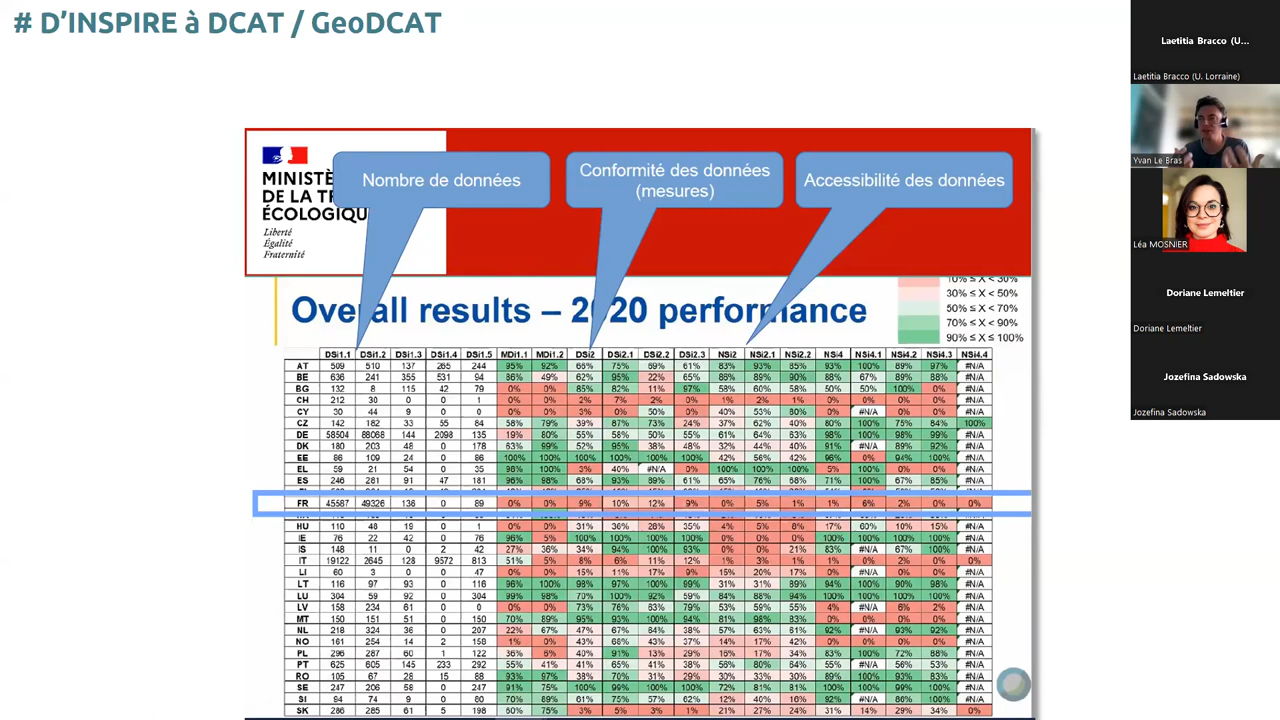 # D'INSPIRE à DCAT / GeoDCAT
Laetitia Bracco (U...
Laetitia Bracco (U. Lorraine)
Yvan Le Bras
Léa MOSNIER
Doriane Lemeltier
Doriane Lemeltier
Jozefina Sadowska
Jozefina Sadowska
MINISTÈ
DE LA TR
ÉCOLOGIQU
Liberté
Égalité
Fraternité
Nombre de données
Conformité des données
(mesures)
Accessibilité des données
Overall results – 2020 performance
10% ≤ X < 30%
30% ≤ X < 50%
50% ≤ X < 70%
70% ≤ X < 90%
90% ≤ X ≤ 100%
DSi1.1 DSi1.2 DSi1.3 DSi1.4 DSi1.5 MDi1.1 MDi1.2 DSi2 DSi2.1 DSi2.2 DSi2.3 NSi2 NSi2.1 NSi2.2 NSi4 NSi4.1 NSi4.2 NSi4.3 NSi4.4
AT 509 510 137 265 244 95% 92% 66% 75% 69% 61% 83% 93% 85% 93% 100% 89% 97% #N/A
BE 636 241 355 531 94 86% 49% 62% 95% 22% 65% 86% 89% 90% 88% 67% 89% 88% #N/A
BG 132 8 115 42 79 0% 0% 85% 82% 11% 97% 58% 60% 58% 50% 50% 100% 0% #N/A
CH 212 30 0 0 1 0% 0% 2% 7% 2% 0% 1% 2% 1% 0% 0% 0% 0% #N/A
CY 30 44 9 0 0 0% 0% 3% 0% 50% 0% 40% 53% 80% 0% #N/A 0% 0% #N/A
CZ 142 182 33 55 84 58% 79% 39% 87% 73% 24% 37% 62% 40% 80% 100% 75% 84% 100%
DE 58504 88068 144 2098 135 19% 80% 55% 58% 50% 55% 61% 64% 63% 98% 100% 98% 99% #N/A
DK 180 203 48 0 178 63% 99% 52% 95% 38% 48% 32% 44% 40% 91% 100% 89% 92% #N/A
EE 86 109 24 0 86 100% 100% 100% 100% 100% 100% 42% 56% 42% 96% 0% 94% 100% #N/A
EL 59 21 54 0 35 98% 100% 3% 40% #N/A 0% 100% 100% 100% 5% 100% 0% 0% #N/A
ES 246 281 91 47 181 96% 98% 68% 93% 89% 61% 65% 76% 68% 71% 100% 67% 85% #N/A
FR 45587 49326 136 0 89 0% 0% 9% 10% 12% 9% 0% 5% 1% 1% 6% 2% 0% 0%
HU 110 48 19 0 1 0% 0% 31% 36% 28% 35% 4% 5% 8% 17% 60% 10% 15% #N/A
IE 76 22 42 0 76 96% 5% 100% 100% 100% 100% 0% 0% 0% 100% 100% 100% 100% #N/A
IS 148 11 0 2 42 27% 36% 34% 94% 100% 93% 0% 0% 21% 83% #N/A 67% 100% #N/A
IT 19122 2645 128 9572 813 51% 5% 8% 6% 11% 12% 1% 3% 1% 1% 0% 2% 0% 0%
LI 60 3 0 0 47 0% 0% 15% 11% 17% 9% 15% 20% 17% 0% #N/A 0% 0% #N/A
LT 116 97 93 0 116 96% 100% 98% 97% 100% 99% 31% 31% 89% 94% 100% 90% 98% #N/A
LU 304 59 92 0 304 99% 98% 70% 100% 92% 59% 84% 88% 94% 100% 100% 100% 100% #N/A
LV 158 234 61 0 0 0% 0% 73% 76% 63% 79% 53% 59% 55% 4% #N/A 6% 2% #N/A
MT 150 151 51 0 150 70% 89% 95% 93% 100% 94% 81% 98% 83% 0% 0% 0% 0% #N/A
NL 218 324 36 0 207 22% 67% 47% 67% 64% 38% 57% 63% 61% 92% #N/A 93% 92% #N/A
NO 161 254 14 2 158 1% 0% 43% 66% 43% 37% 14% 17% 42% 0% 0% 0% 0% #N/A
PL 296 287 60 1 122 36% 6% 40% 91% 13% 29% 16% 17% 34% 83% 100% 72% 88% #N/A
PT 625 605 145 233 292 55% 41% 41% 65% 41% 38% 56% 80% 64% 55% #N/A 56% 53% #N/A
RO 105 67 28 15 88 93% 97% 38% 70% 31% 29% 30% 33% 30% 89% 100% 93% 83% #N/A
SE 247 206 58 0 247 91% 75% 100% 99% 100% 100% 72% 81% 81% 100% 100% 99% 100% #N/A
SI 84 74 9 0 60 70% 69% 61% 75% 57% 62% 12% 40% 16% 92% #N/A 86% 100% #N/A
SK 286 285 61 5 198 60% 75% 3% 5% 3% 1% 21% 27% 24% 31% 14% 29% 34% 0%